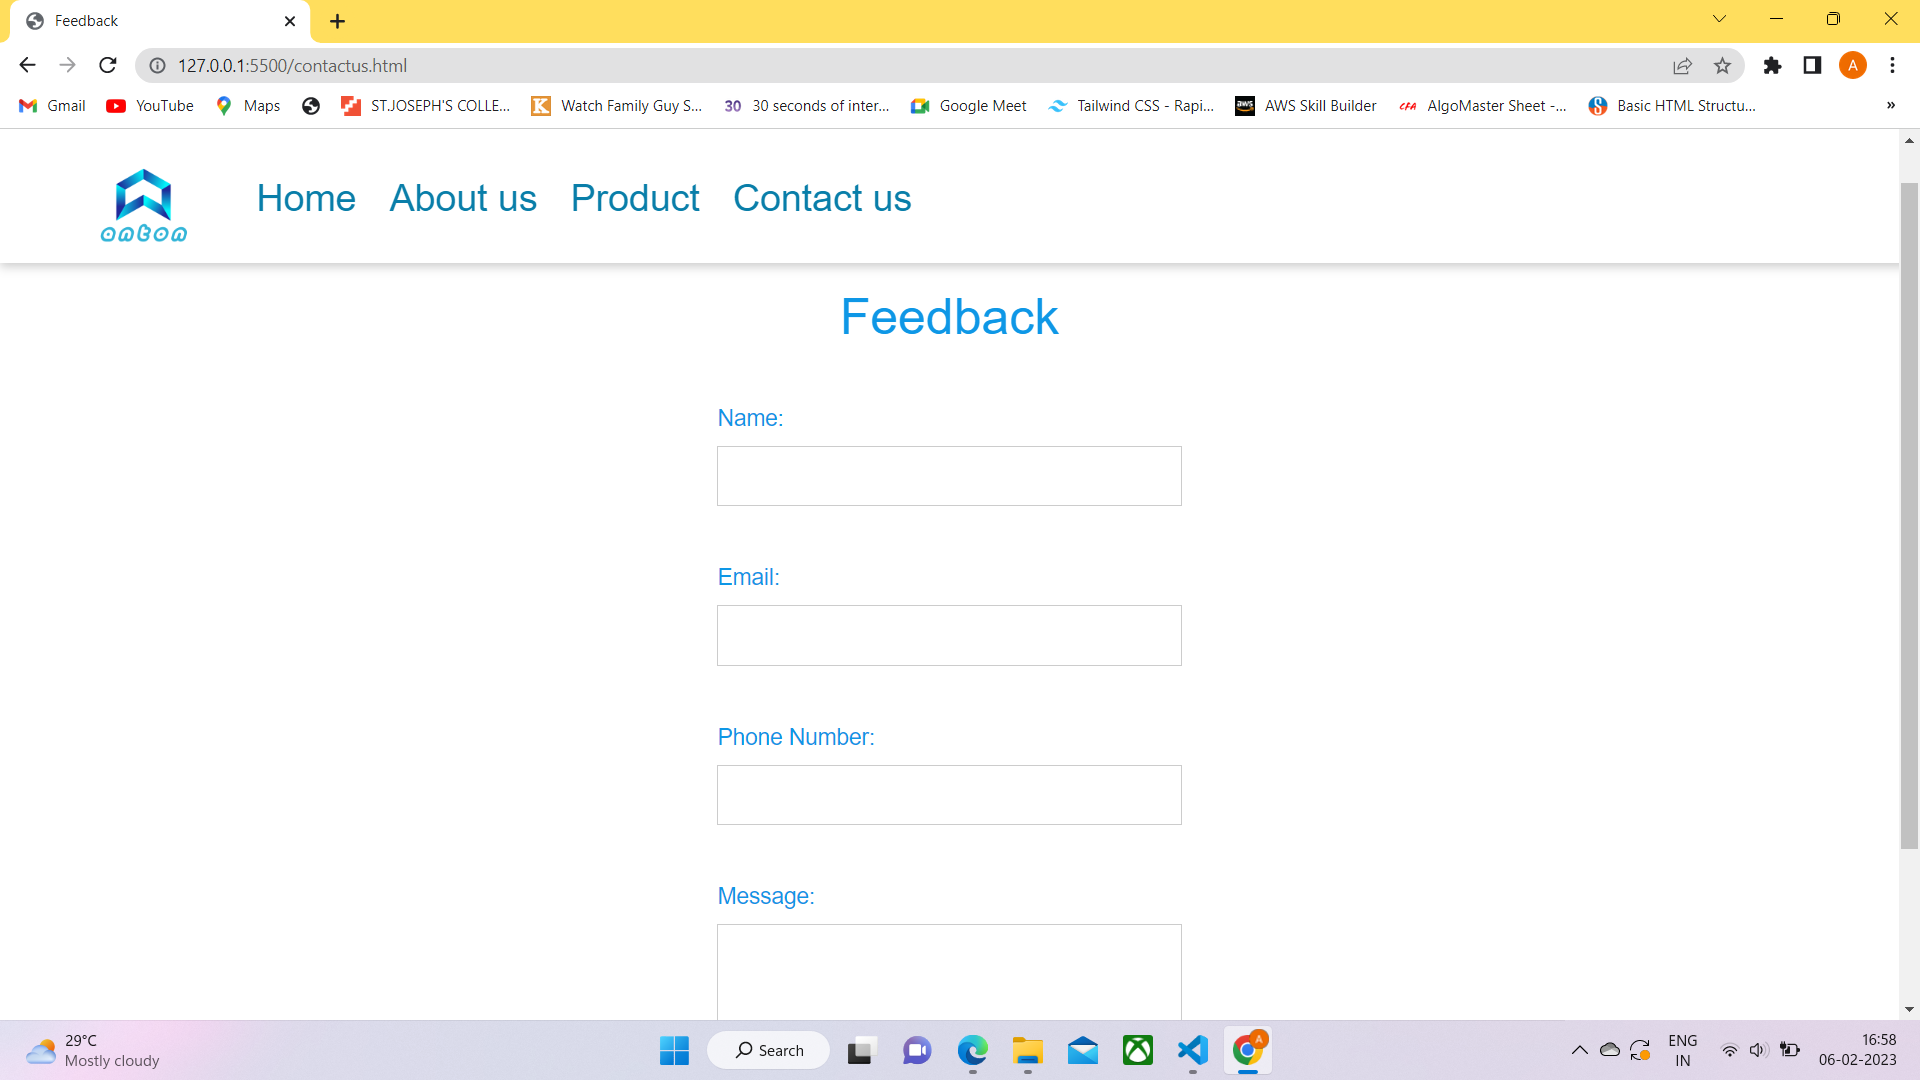 Feedback
127.0.0.1:5500/contactus.html
A
Gmail
YouTube
Maps
ST.JOSEPH'S COLLE...
Watch Family Guy S...
30 30 seconds of inter...
Google Meet
Tailwind CSS - Rapi...
aws AWS Skill Builder
CFA AlgoMaster Sheet -...
Basic HTML Structu...
»
onton
Home About us Product Contact us
Feedback
Name:
Email:
Phone Number:
Message:
29°C
Mostly cloudy
Search
A
ENG
IN
16:58
06-02-2023